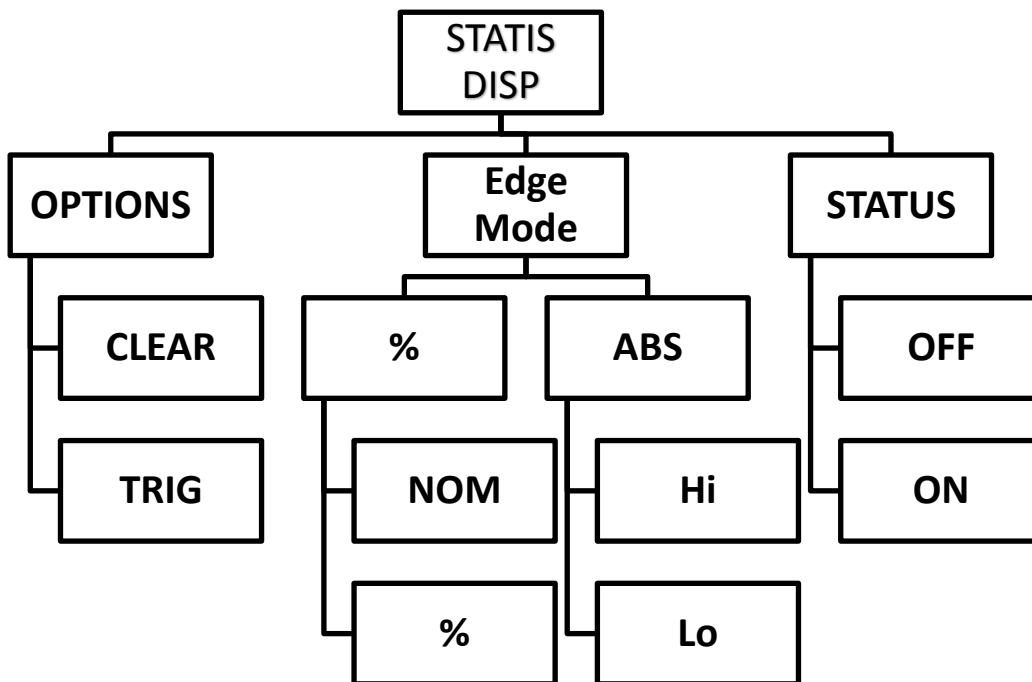 STATIS
DISP
OPTIONS
Edge
Mode
STATUS
CLEAR
%
ABS
OFF
TRIG
NOM
Hi
ON
%
Lo